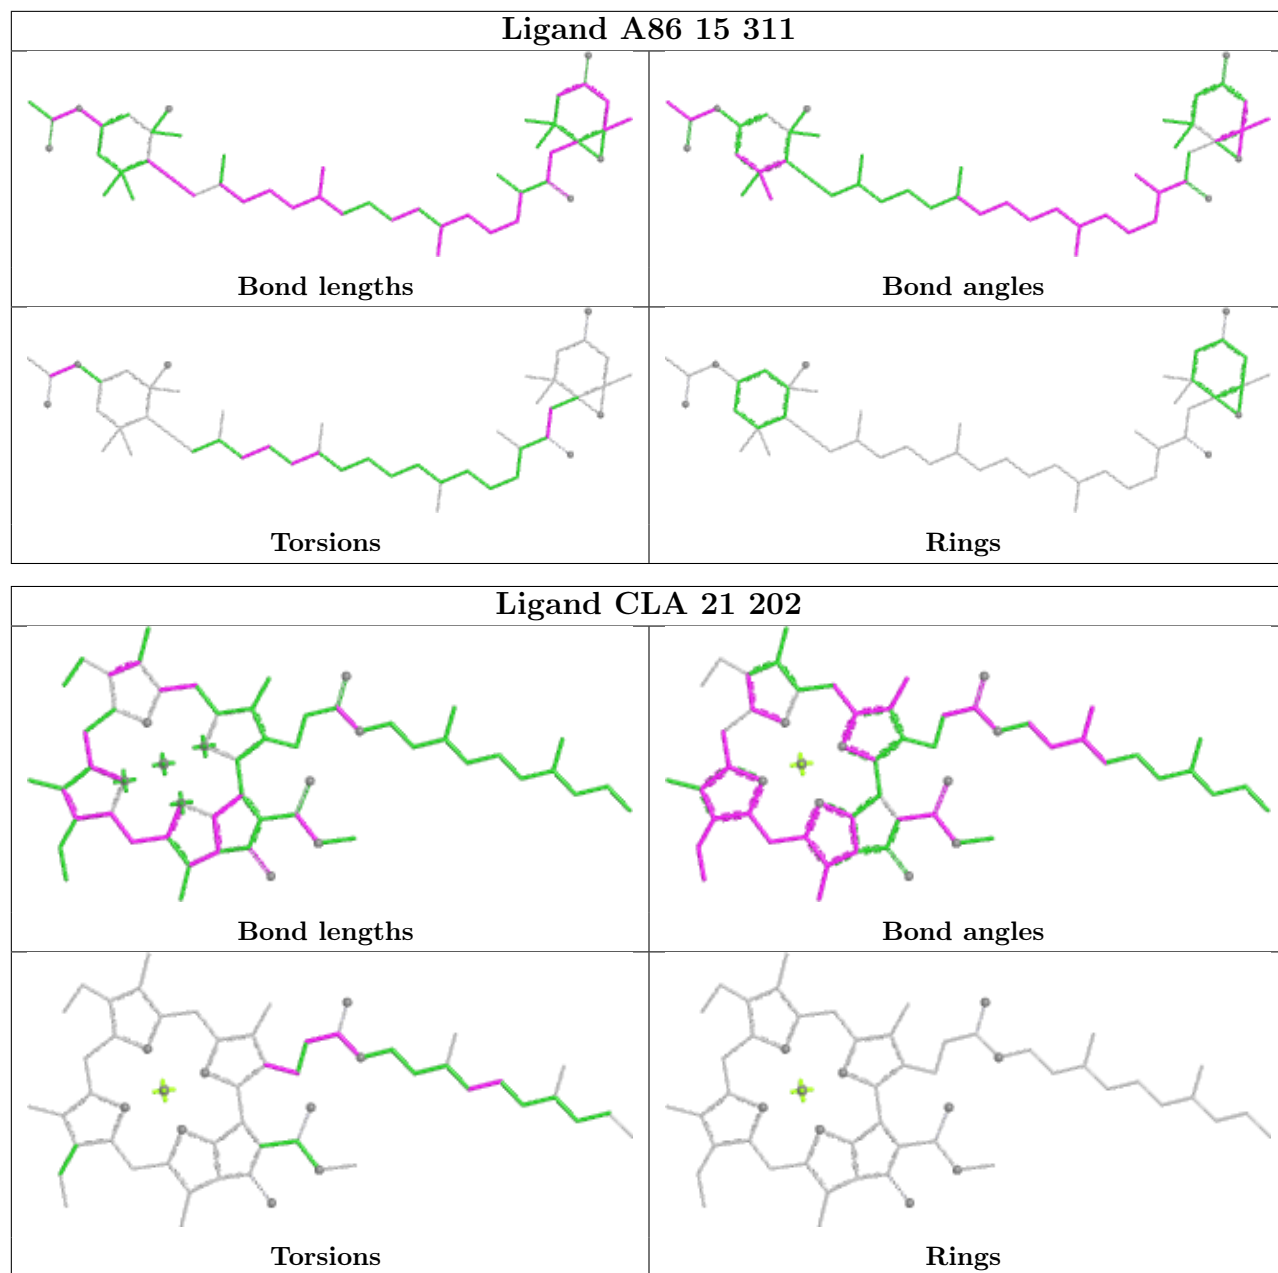 Ligand A86 15 311
Bond lengths
Bond angles
Torsions
Rings
Ligand CLA 21 202
Bond lengths
Bond angles
Torsions
Rings